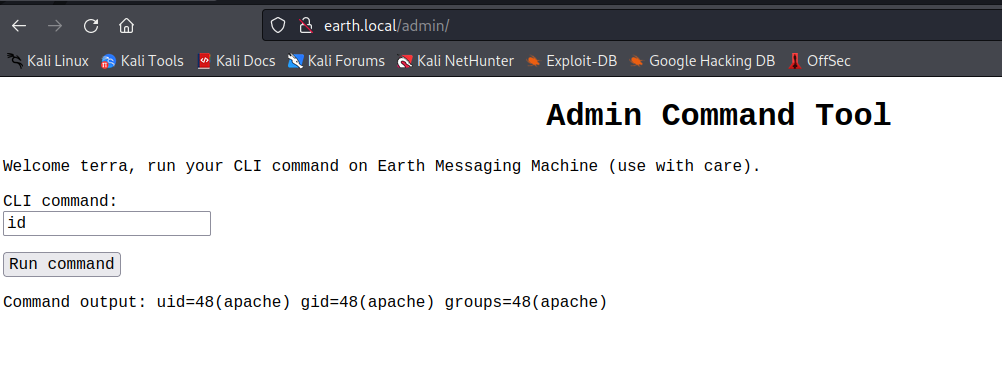 earth.local/admin/
Kali Linux Kali Tools Kali Docs Kali Forums Kali NetHunter Exploit-DB Google Hacking DB OffSec
Admin Command Tool
Welcome terra, run your CLI command on Earth Messaging Machine (use with care).
CLI command:
id
Run command
Command output: uid=48(apache) gid=48(apache) groups=48(apache)